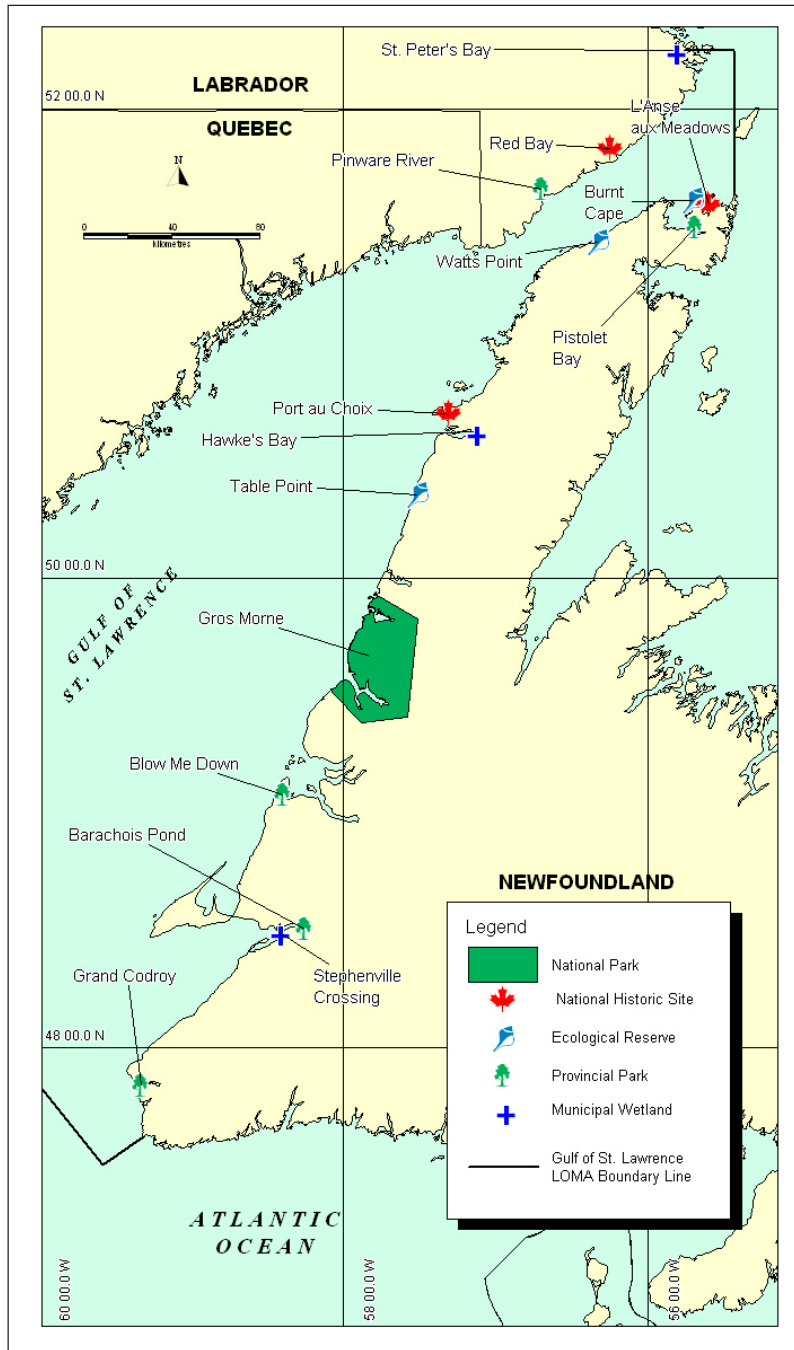 St. Peter's Bay
LABRADOR
52 00.0 N
L'Anse
aux Meadows
QUEBEC
Red Bay
N
Pinware River
Burnt
Cape
0 40 80
kilometres
Watts Point
Pistolet
Bay
Port au Choix
Hawke's Bay
Table Point
50 00.0 N
GULF OF
ST. LAWRENCE
Gros Morne
Blow Me Down
Barachois Pond
NEWFOUNDLAND
Stephenville
Crossing
Grand Codroy
48 00.0 N
Legend
National Park
National Historic Site
Ecological Reserve
Provincial Park
Municipal Wetland
Gulf of St. Lawrence
LOMA Boundary Line
ATLANTIC
OCEAN
60 00.0 W
58 00.0 W
56 00.0 W